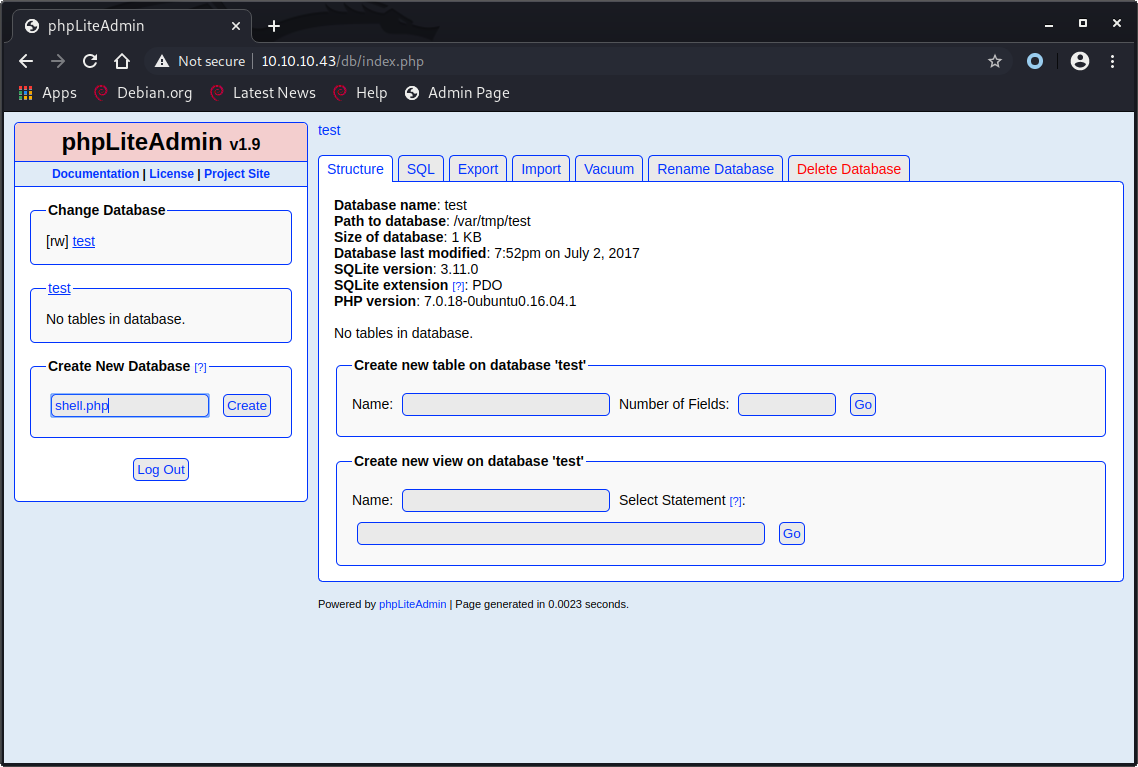 phpLiteAdmin
Not secure 10.10.10.43/db/index.php
Apps Debian.org Latest News Help Admin Page
phpLiteAdmin v1.9
Documentation | License | Project Site
Change Database
[rw] test
test
No tables in database.
Create New Database [?]
shell.php Create
Log Out
test
Structure SQL Export Import Vacuum Rename Database Delete Database
Database name: test
Path to database: /var/tmp/test
Size of database: 1 KB
Database last modified: 7:52pm on July 2, 2017
SQLite version: 3.11.0
SQLite extension [?]: PDO
PHP version: 7.0.18-0ubuntu0.16.04.1
No tables in database.
Create new table on database 'test'
Name: Number of Fields: Go
Create new view on database 'test'
Name: Select Statement [?]:
Go
Powered by phpLiteAdmin | Page generated in 0.0023 seconds.